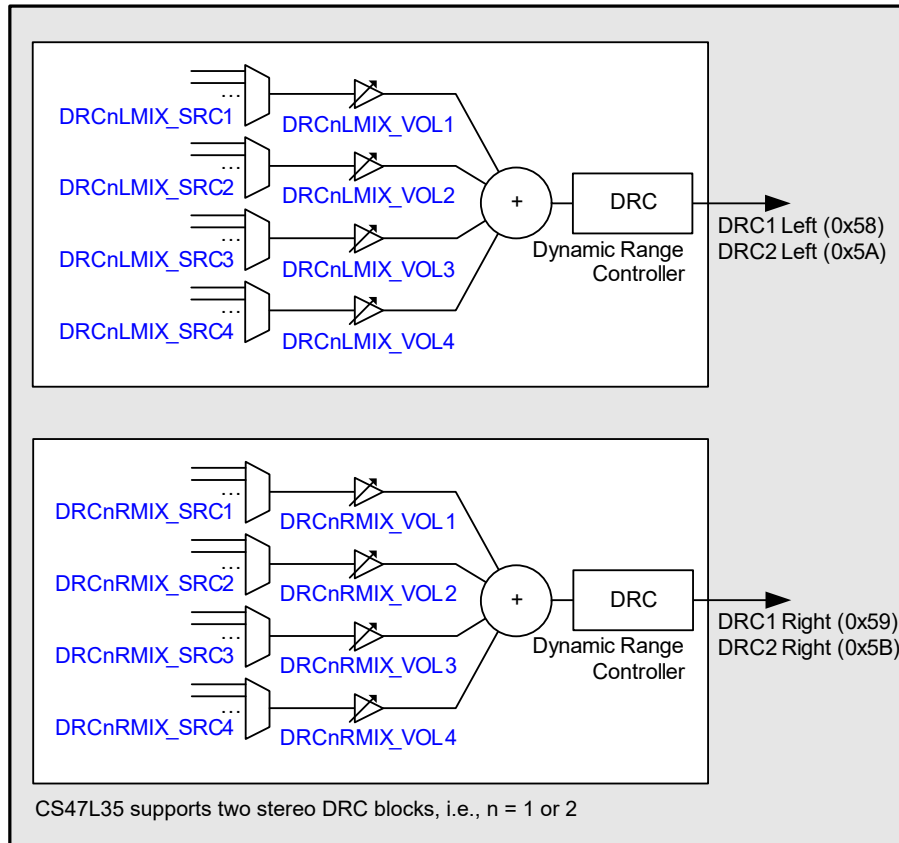 ...
DRCnLMIX_SRC1
DRCnLMIX_VOL1
...
DRCnLMIX_SRC2
DRCnLMIX_VOL2
...
DRCnLMIX_SRC3
DRCnLMIX_VOL3
...
DRCnLMIX_SRC4
DRCnLMIX_VOL4
+
DRC
Dynamic Range
Controller
DRC1 Left (0x58)
DRC2 Left (0x5A)
...
DRCnRMIX_SRC1
DRCnRMIX_VOL1
...
DRCnRMIX_SRC2
DRCnRMIX_VOL2
...
DRCnRMIX_SRC3
DRCnRMIX_VOL3
...
DRCnRMIX_SRC4
DRCnRMIX_VOL4
+
DRC
Dynamic Range
Controller
DRC1 Right (0x59)
DRC2 Right (0x5B)
CS47L35 supports two stereo DRC blocks, i.e., n = 1 or 2